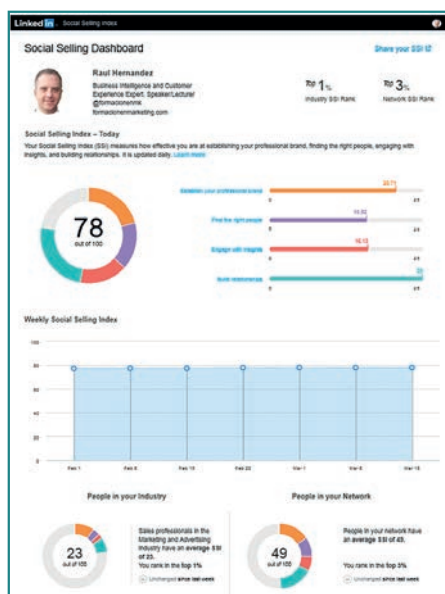 LinkedIn Social Selling Index
Social Selling Dashboard
Share your SSI
Raul Hernandez
Business Intelligence and Customer
Experience Expert. Speaker/Lecturer
@formacionenmk
formacionenmarketing.com
Top 1%
Industry SSI Rank
Top 3%
Network SSI Rank
Social Selling Index – Today
Your Social Selling Index (SSI) measures how effective you are at establishing your professional brand, finding the right people, engaging with
insights, and building relationships. It is updated daily. Learn more
78
out of 100
Establish your professional brand
0
Find the right people
0
Engage with insights
0
Build relationships
25
0
Weekly Social Selling Index
100
80
60
40
20
0
Feb 1
Feb 15
Feb 22
Mar 1
Mar 8
Mar 15
People in your Industry
23
out of 100
Sales professionals in the
Marketing and Advertising
industry have an average SSI
of 23.
You rank in the top 1%
Unchanged since last week
People in your Network
49
out of 100
People in your network have
an average SSI of
You rank in the top 3%
Unchanged since last week